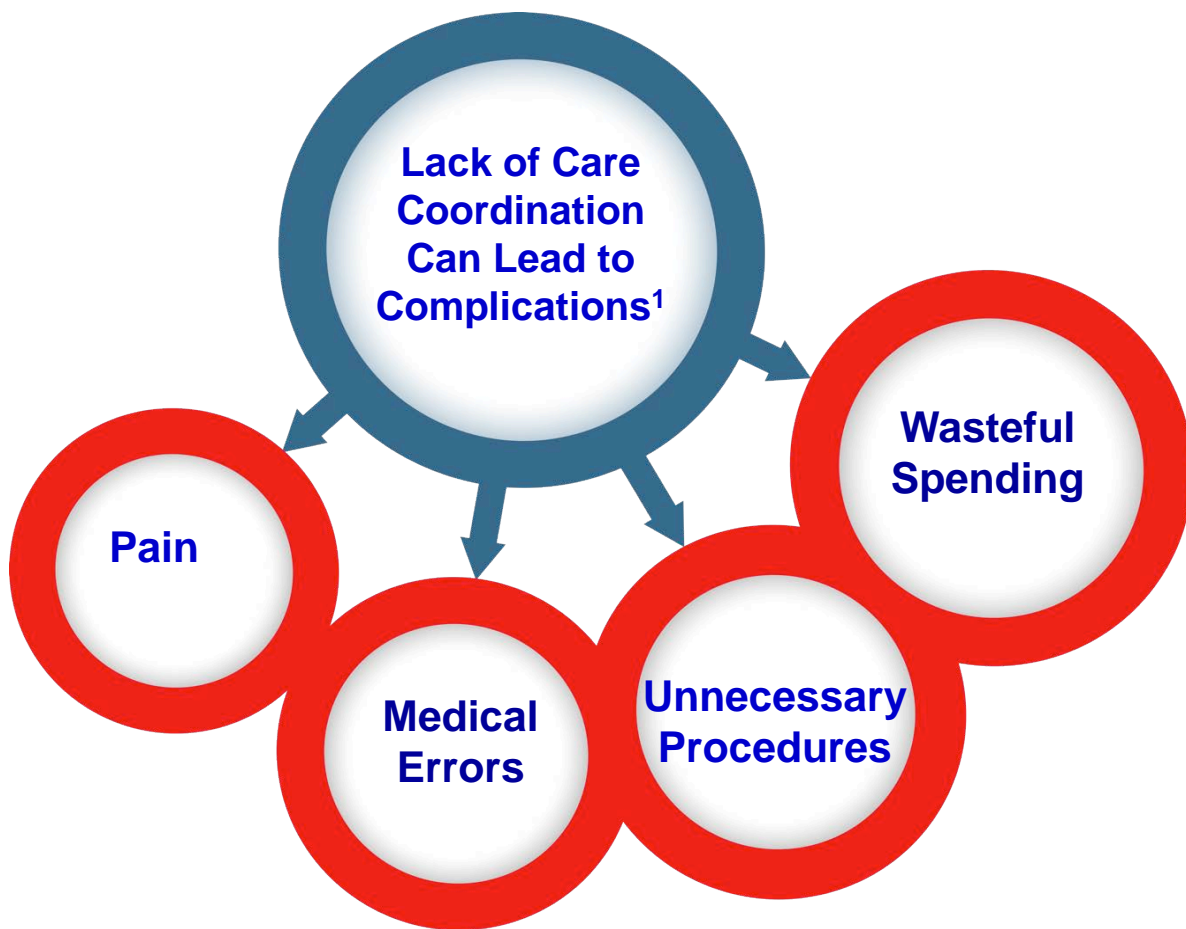 Lack of Care
Coordination
Can Lead to
Complications¹
Wasteful
Spending
Pain
Medical
Errors
Unnecessary
Procedures